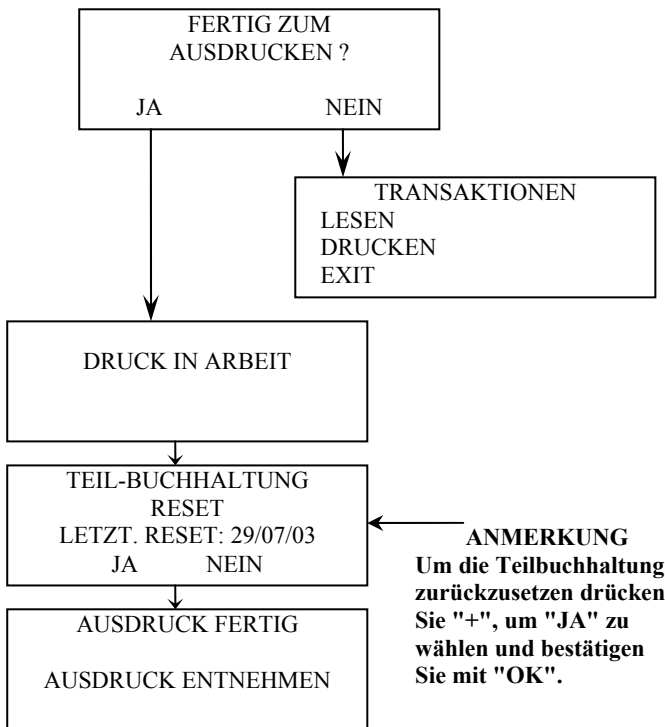 FERTIG ZUM
AUSDRUCKEN ?
JA NEIN
TRANSAKTIONEN
LESEN
DRUCKEN
EXIT
DRUCK IN ARBEIT
TEIL-BUCHHALTUNG
RESET
LETZT. RESET: 29/07/03
JA NEIN
ANMERKUNG
Um die Teilbuchhaltung
zurückzusetzen drücken
Sie "+", um "JA" zu
wählen und bestätigen
Sie mit "OK".
AUSDRUCK FERTIG
AUSDRUCK ENTNEHMEN